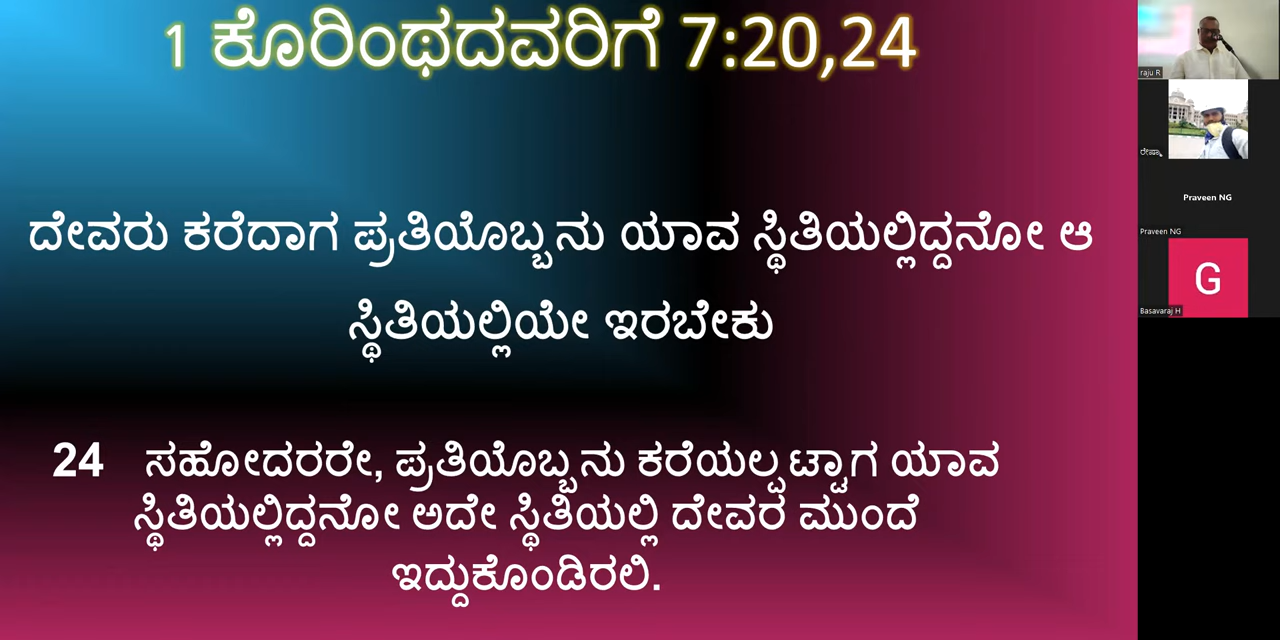 1 ಕೊರಿಂಥದವರಿಗೆ 7:20,24
ದೇವರು ಕರೆದಾಗ ಪ್ರತಿಯೊಬ್ಬನು ಯಾವ ಸ್ಥಿತಿಯಲ್ಲಿದ್ದನೋ ಆ
ಸ್ಥಿತಿಯಲ್ಲಿಯೇ ಇರಬೇಕು
24 ಸಹೋದರರೇ, ಪ್ರತಿಯೊಬ್ಬನು ಕರೆಯಲ್ಪಟ್ಟಾಗ ಯಾವ
ಸ್ಥಿತಿಯಲ್ಲಿದ್ದನೋ ಅದೇ ಸ್ಥಿತಿಯಲ್ಲಿ ದೇವರ ಮುಂದೆ
ಇದ್ದುಕೊಂಡಿರಲಿ.
raju R
ರೇಷ್ಮಾ
Praveen NG
Praveen NG
G
Basavaraj H